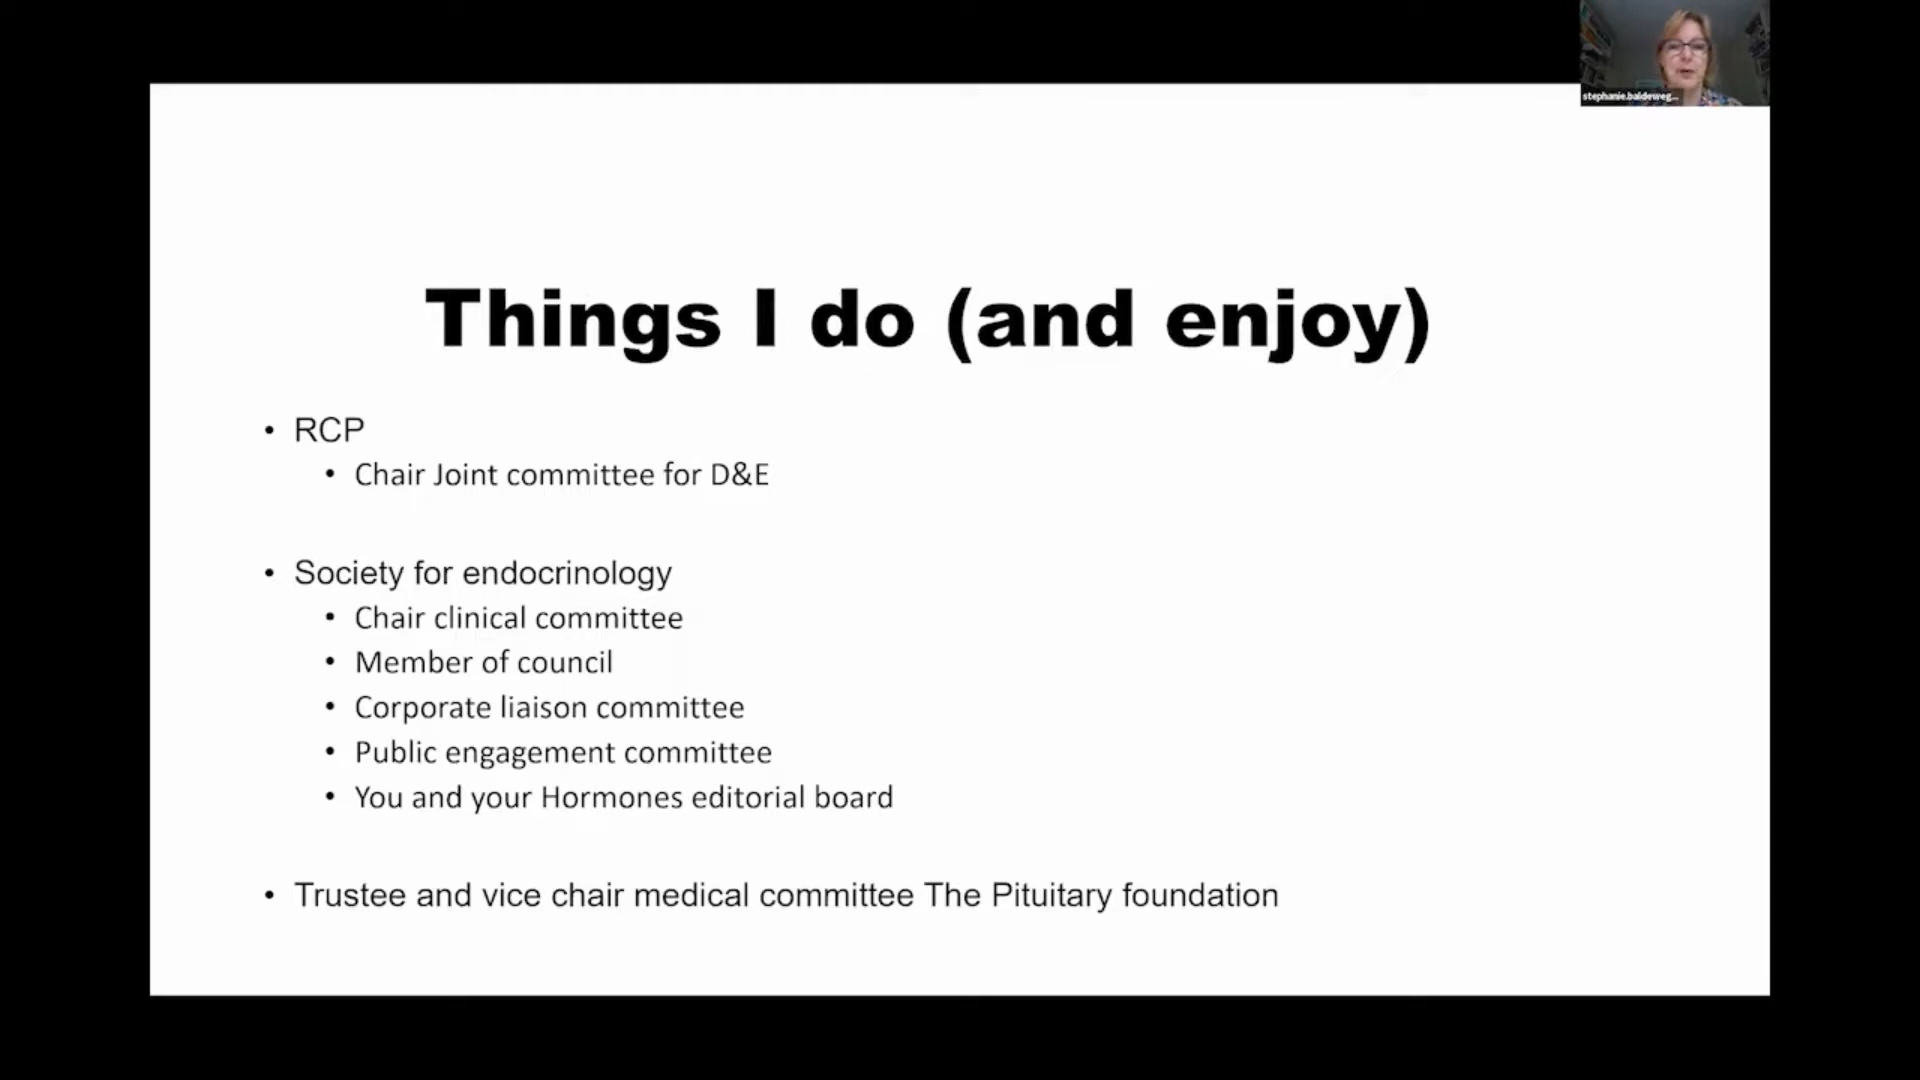 stephanie.baldeweg...
Things I do (and enjoy)
• RCP
• Chair Joint committee for D&E
• Society for endocrinology
• Chair clinical committee
• Member of council
• Corporate liaison committee
• Public engagement committee
• You and your Hormones editorial board
• Trustee and vice chair medical committee The Pituitary foundation